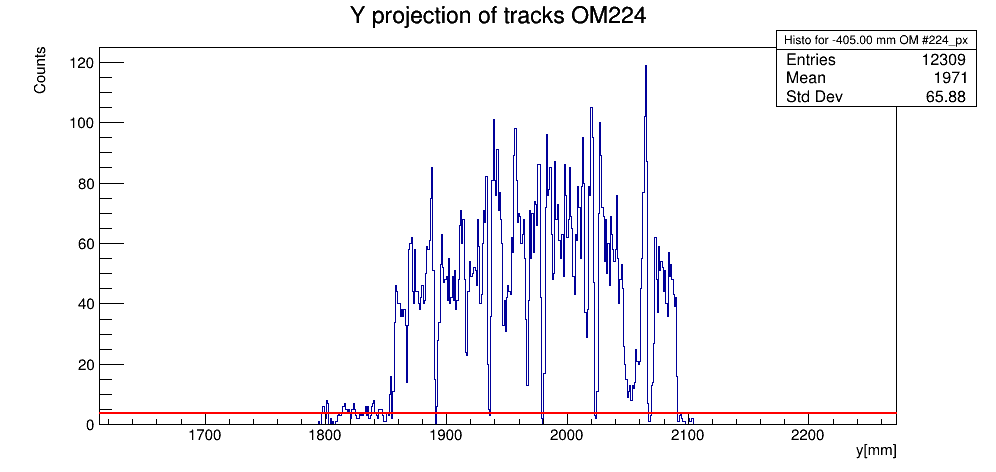 Y projection of tracks OM224
Histo for -405.00 mm OM #224_px
Entries 12309
Mean 1971
Std Dev 65.88
Counts
120
100
80
60
40
20
0
1700 1800 1900 2000 2100 2200
y[mm]